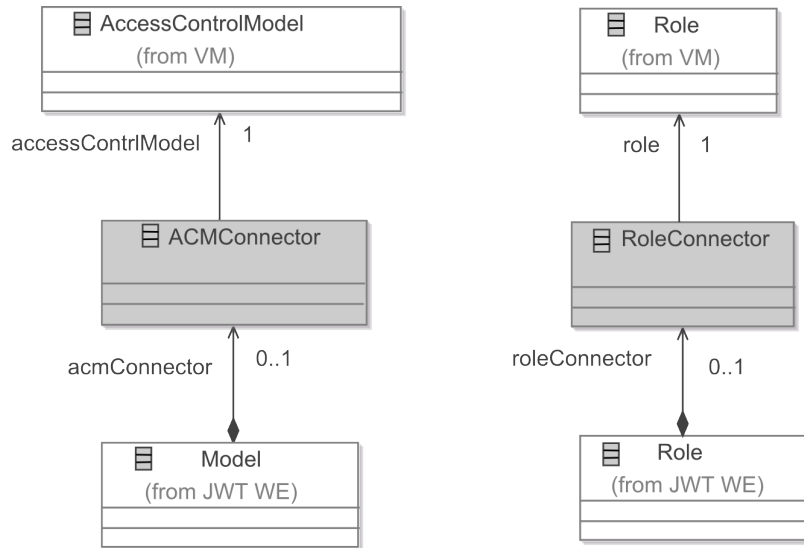 AccessControlModel
(from VM)
accessContrlModel
1
ACMConnector
acmConnector
0..1
Model
(from JWT WE)
Role
(from VM)
role
1
RoleConnector
roleConnector
0..1
Role
(from JWT WE)